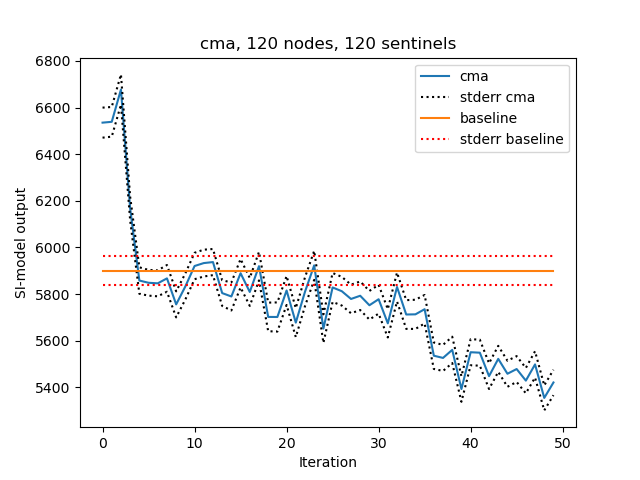 cma, 120 nodes, 120 sentinels
cma
stderr cma
baseline
stderr baseline
SI-model output
6800
6600
6400
6200
6000
5800
5600
5400
0 10 20 30 40 50
Iteration